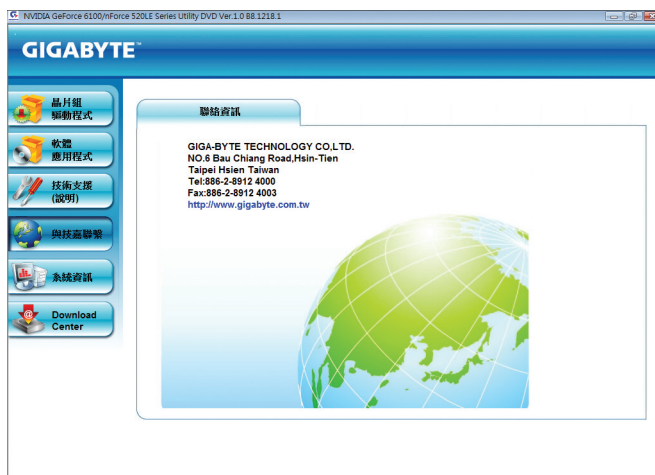 NVIDIA GeForce 6100/nForce 520LE Series Utility DVD Ver.1.0 B8.1218.1
GIGABYTE™
晶片組
驅動程式
軟體
應用程式
技術支援
(說明)
與技嘉聯繫
系統資訊
Download
Center
聯絡資訊
GIGA-BYTE TECHNOLOGY CO,LTD.
NO.6 Bau Chiang Road,Hsin-Tien
Taipei Hsien Taiwan
Tel:886-2-8912 4000
Fax:886-2-8912 4003
http://www.gigabyte.com.tw